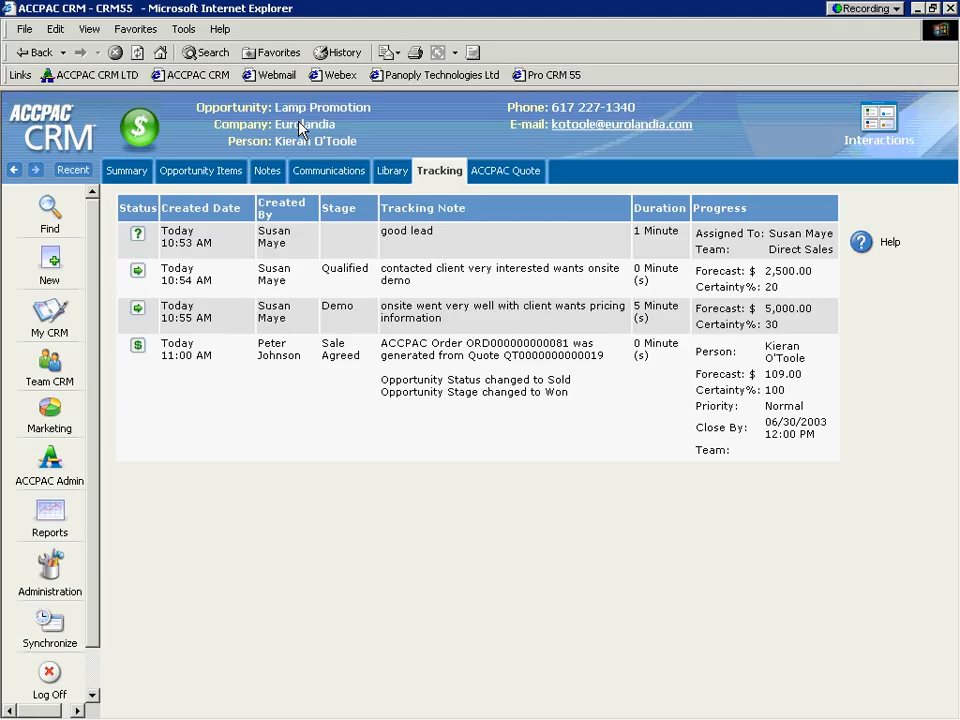 ACCPAC CRM - CRM55 - Microsoft Internet Explorer
Recording
File Edit View Favorites Tools Help
Back Search Favorites History
Links ACCPAC CRM LTD ACCPAC CRM Webmail Webex Panoply Technologies Ltd Pro CRM 55
ACCPAC CRM
Opportunity: Lamp Promotion
Company: Eurolandia
Person: Kieran O'Toole
Phone: 617 227-1340
E-mail: kotoole@eurolandia.com
Interactions
Recent Summary Opportunity Items Notes Communications Library Tracking ACCPAC Quote
Find
New
My CRM
Team CRM
Marketing
ACCPAC Admin
Reports
Administration
Synchronize
Log Off
Status Created Date Created By Stage Tracking Note Duration Progress
Today 10:53 AM Susan Maye good lead 1 Minute
Assigned To: Susan Maye
Team: Direct Sales
Today 10:54 AM Susan Maye Qualified contacted client very interested wants onsite demo 0 Minute (s)
Forecast: $ 2,500.00
Certainty%: 20
Today 10:55 AM Susan Maye Demo onsite went very well with client wants pricing information 5 Minute (s)
Forecast: $ 5,000.00
Certainty%: 30
Today 11:00 AM Peter Johnson Sale Agreed ACCPAC Order ORD000000000081 was generated from Quote QT0000000000019 0 Minute (s)
Opportunity Status changed to Sold
Opportunity Stage changed to Won
Person: Kieran O'Toole
Forecast: $ 109.00
Certainty%: 100
Priority: Normal
Close By: 06/30/2003 12:00 PM
Team:
Help